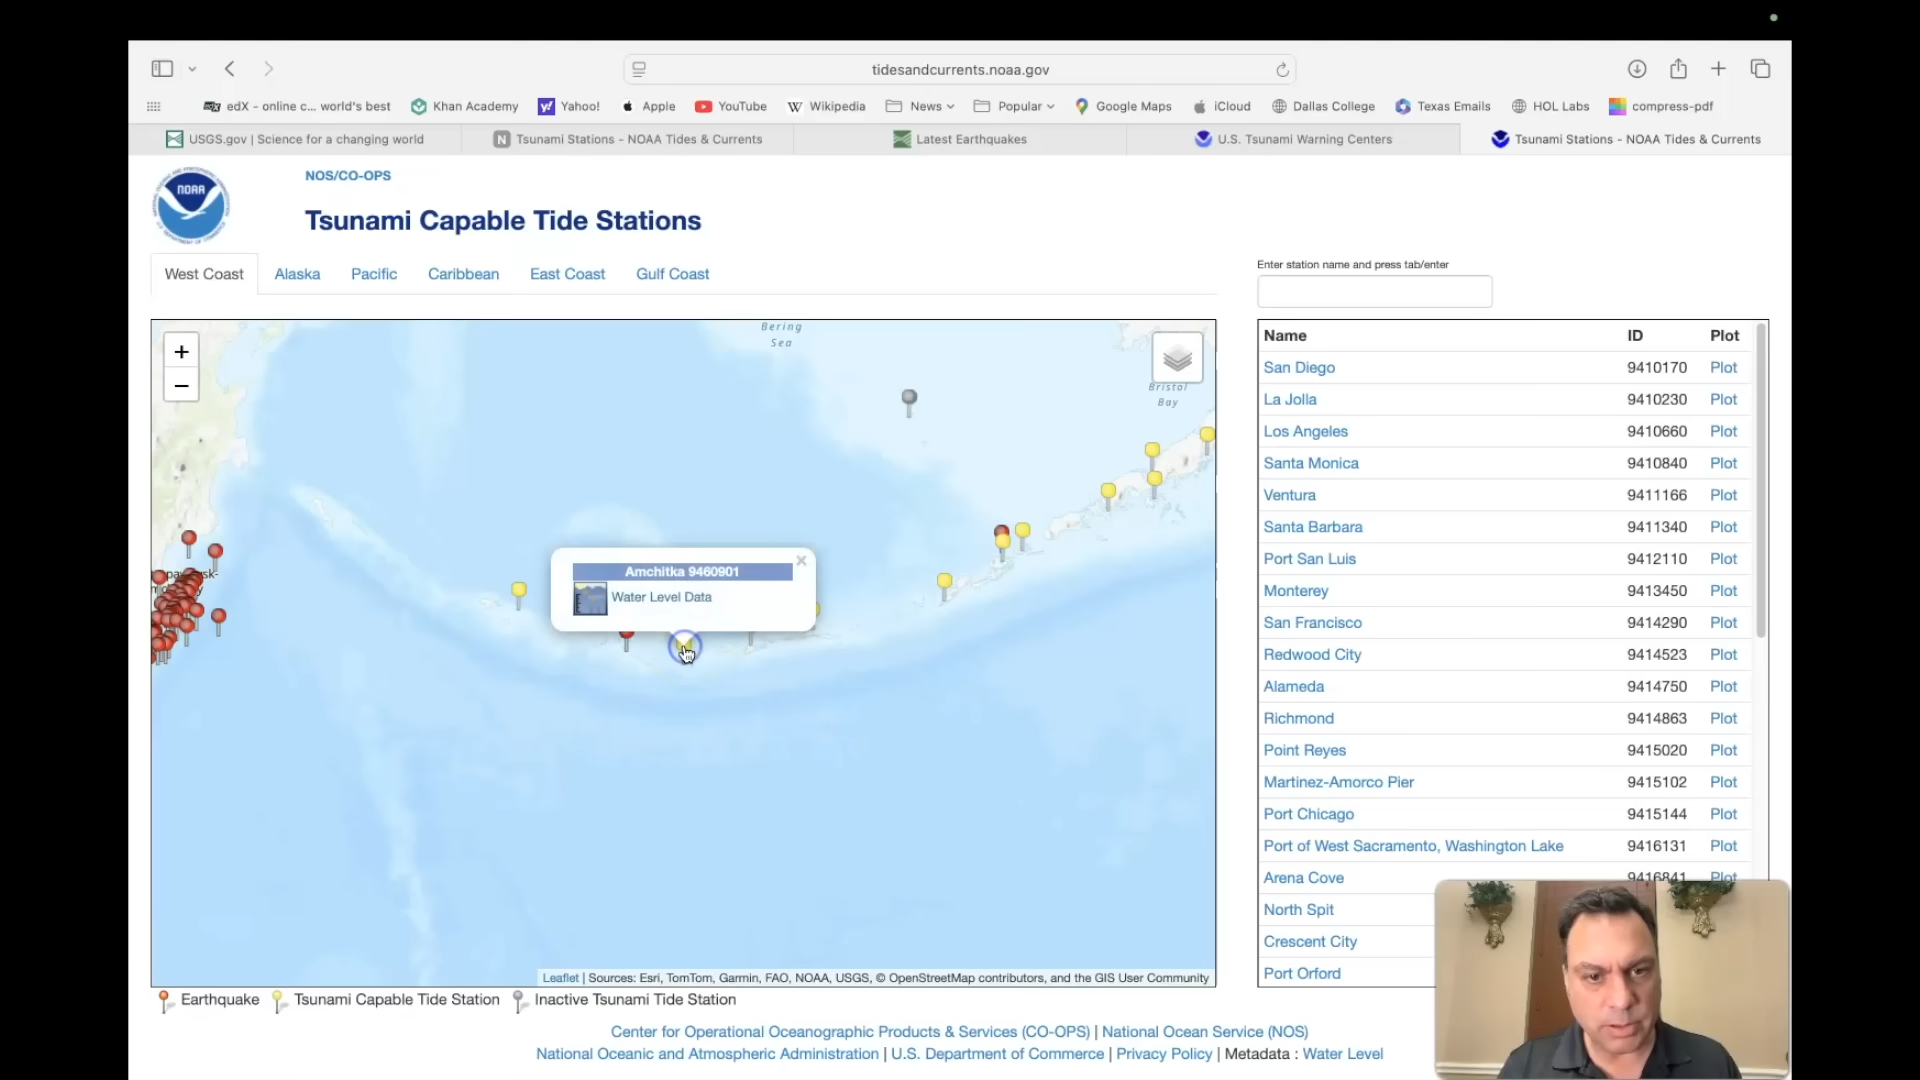 tidesandcurrents.noaa.gov
edX - online c... world's best
Khan Academy
Yahoo!
Apple
YouTube
Wikipedia
News
Popular
Google Maps
iCloud
Dallas College
Texas Emails
HOL Labs
compress-pdf
USGS.gov | Science for a changing world
Tsunami Stations - NOAA Tides & Currents
Latest Earthquakes
U.S. Tsunami Warning Centers
Tsunami Stations - NOAA Tides & Currents
NOAA
NOS/CO-OPS
Tsunami Capable Tide Stations
West Coast
Alaska
Pacific
Caribbean
East Coast
Gulf Coast
Enter station name and press tab/enter
+
−
Bering
Sea
Bristol
Bay
Amchitka 9460901
Water Level Data
Leaflet | Sources: Esri, TomTom, Garmin, FAO, NOAA, USGS, © OpenStreetMap contributors, and the GIS User Community
Name ID Plot
San Diego 9410170 Plot
La Jolla 9410230 Plot
Los Angeles 9410660 Plot
Santa Monica 9410840 Plot
Ventura 9411166 Plot
Santa Barbara 9411340 Plot
Port San Luis 9412110 Plot
Monterey 9413450 Plot
San Francisco 9414290 Plot
Redwood City 9414523 Plot
Alameda 9414750 Plot
Richmond 9414863 Plot
Point Reyes 9415020 Plot
Martinez-Amorco Pier 9415102 Plot
Port Chicago 9415144 Plot
Port of West Sacramento, Washington Lake 9416131 Plot
Arena Cove 9416841 Plot
North Spit
Crescent City
Port Orford
Earthquake
Tsunami Capable Tide Station
Inactive Tsunami Tide Station
Center for Operational Oceanographic Products & Services (CO-OPS) | National Ocean Service (NOS)
National Oceanic and Atmospheric Administration | U.S. Department of Commerce | Privacy Policy | Metadata : Water Level